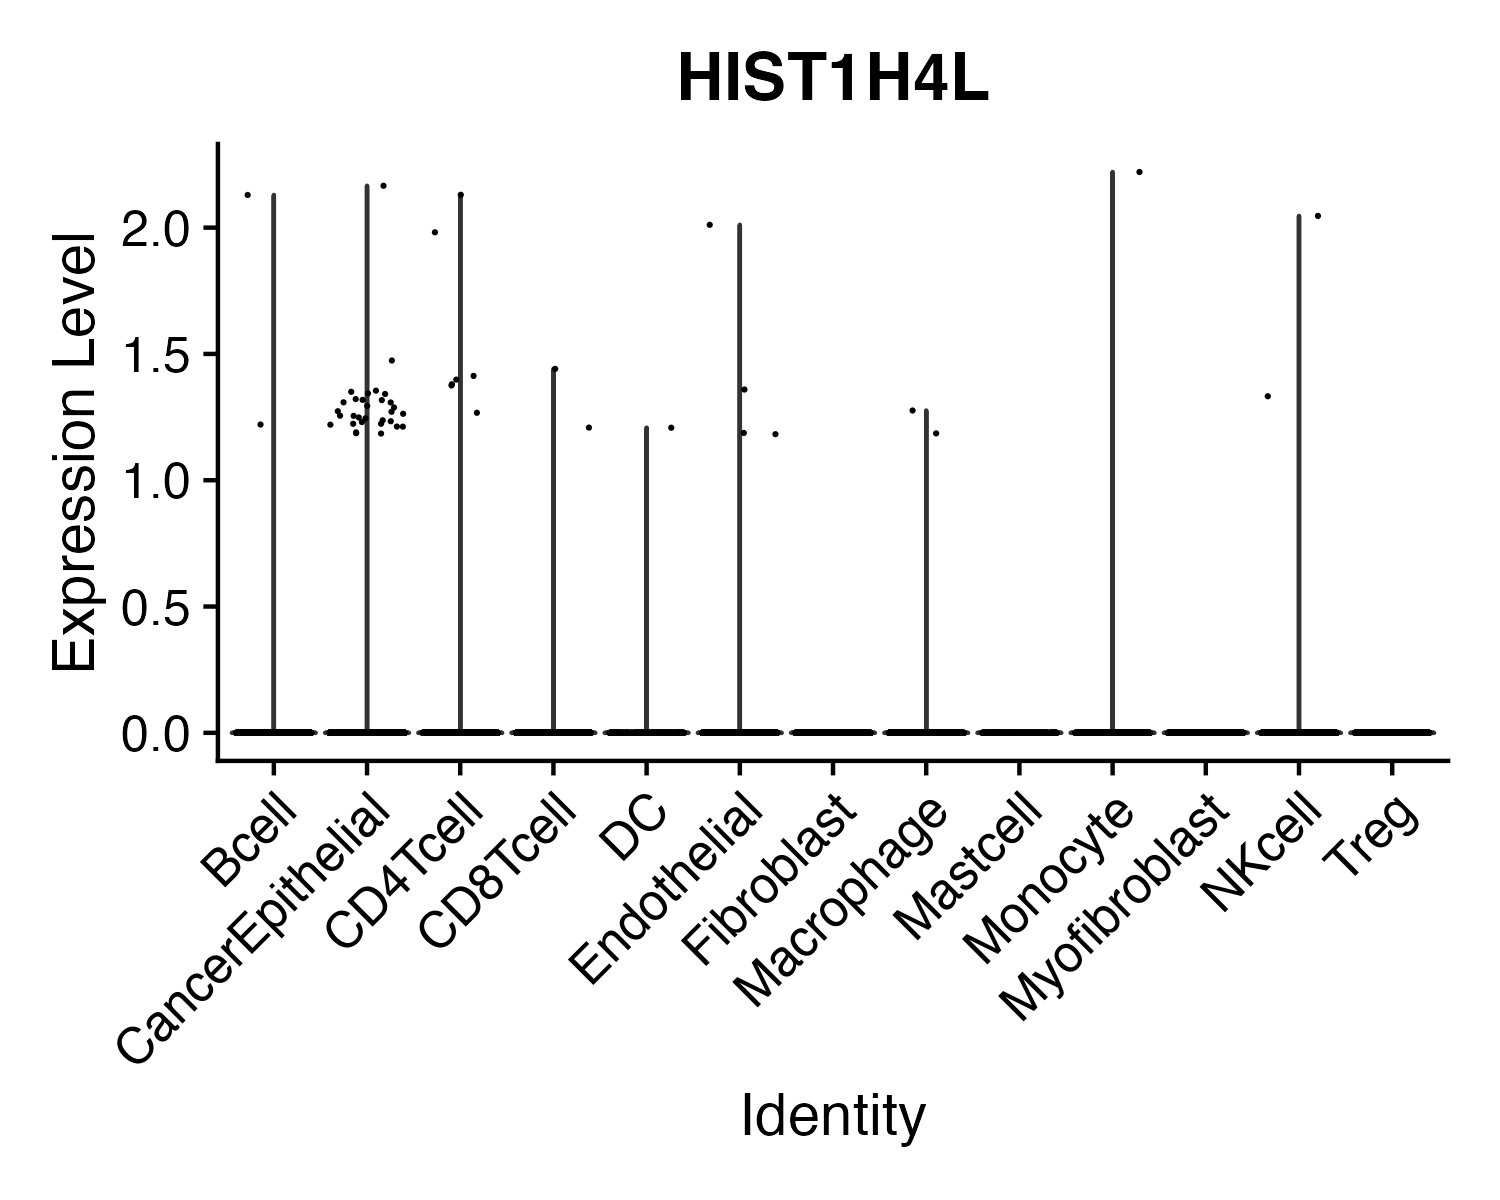 HIST1H4L
Expression Level
2.0
1.5
1.0
0.5
0.0
Bcell
CancerEpithelial
CD4Tcell
CD8Tcell
DC
Endothelial
Fibroblast
Macrophage
Mastcell
Monocyte
Myofibroblast
NKcell
Treg
Identity